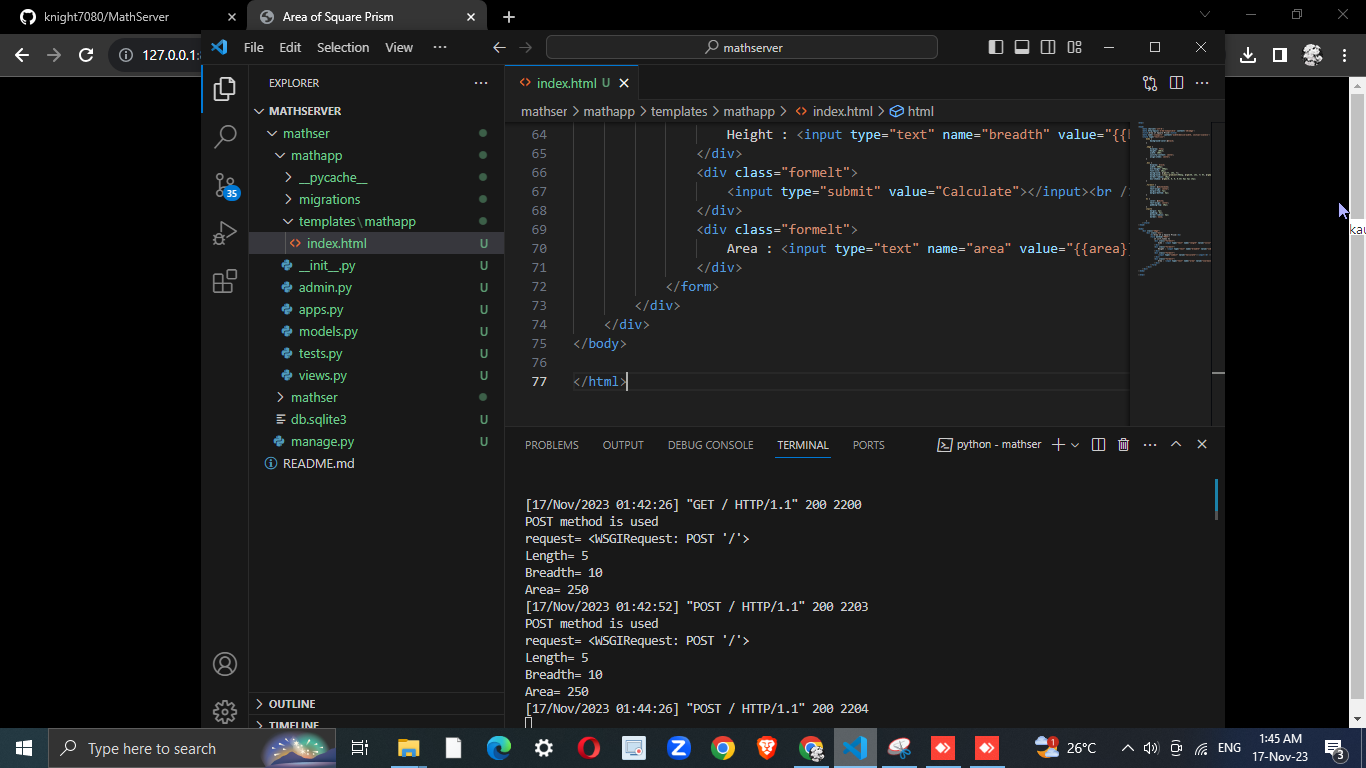 knight7080/MathServer
Area of Square Prism
127.0.0.1:
File Edit Selection View
mathserver
EXPLORER
MATHSERVER
mathser
mathapp
__pycache__
migrations
templates\mathapp
index.html U
__init__.py U
admin.py U
apps.py U
models.py U
tests.py U
views.py U
mathser
db.sqlite3 U
manage.py U
README.md
OUTLINE
TIMELINE
35
index.html U
mathser > mathapp > templates > mathapp > index.html > html
64 Height : <input type="text" name="breadth" value="{{
65 </div>
66 <div class="formelt">
67 <input type="submit" value="Calculate"></input><br /
68 </div>
69 <div class="formelt">
70 Area : <input type="text" name="area" value="{{area}
71 </div>
72 </form>
73 </div>
74 </div>
75 </body>
76
77 </html>
PROBLEMS OUTPUT DEBUG CONSOLE TERMINAL PORTS
python - mathser
[17/Nov/2023 01:42:26] "GET / HTTP/1.1" 200 2200
POST method is used
request= <WSGIRequest: POST '/'>
Length= 5
Breadth= 10
Area= 250
[17/Nov/2023 01:42:52] "POST / HTTP/1.1" 200 2203
POST method is used
request= <WSGIRequest: POST '/'>
Length= 5
Breadth= 10
Area= 250
[17/Nov/2023 01:44:26] "POST / HTTP/1.1" 200 2204
kau
Type here to search
1
26°C
ENG
1:45 AM
17-Nov-23
3